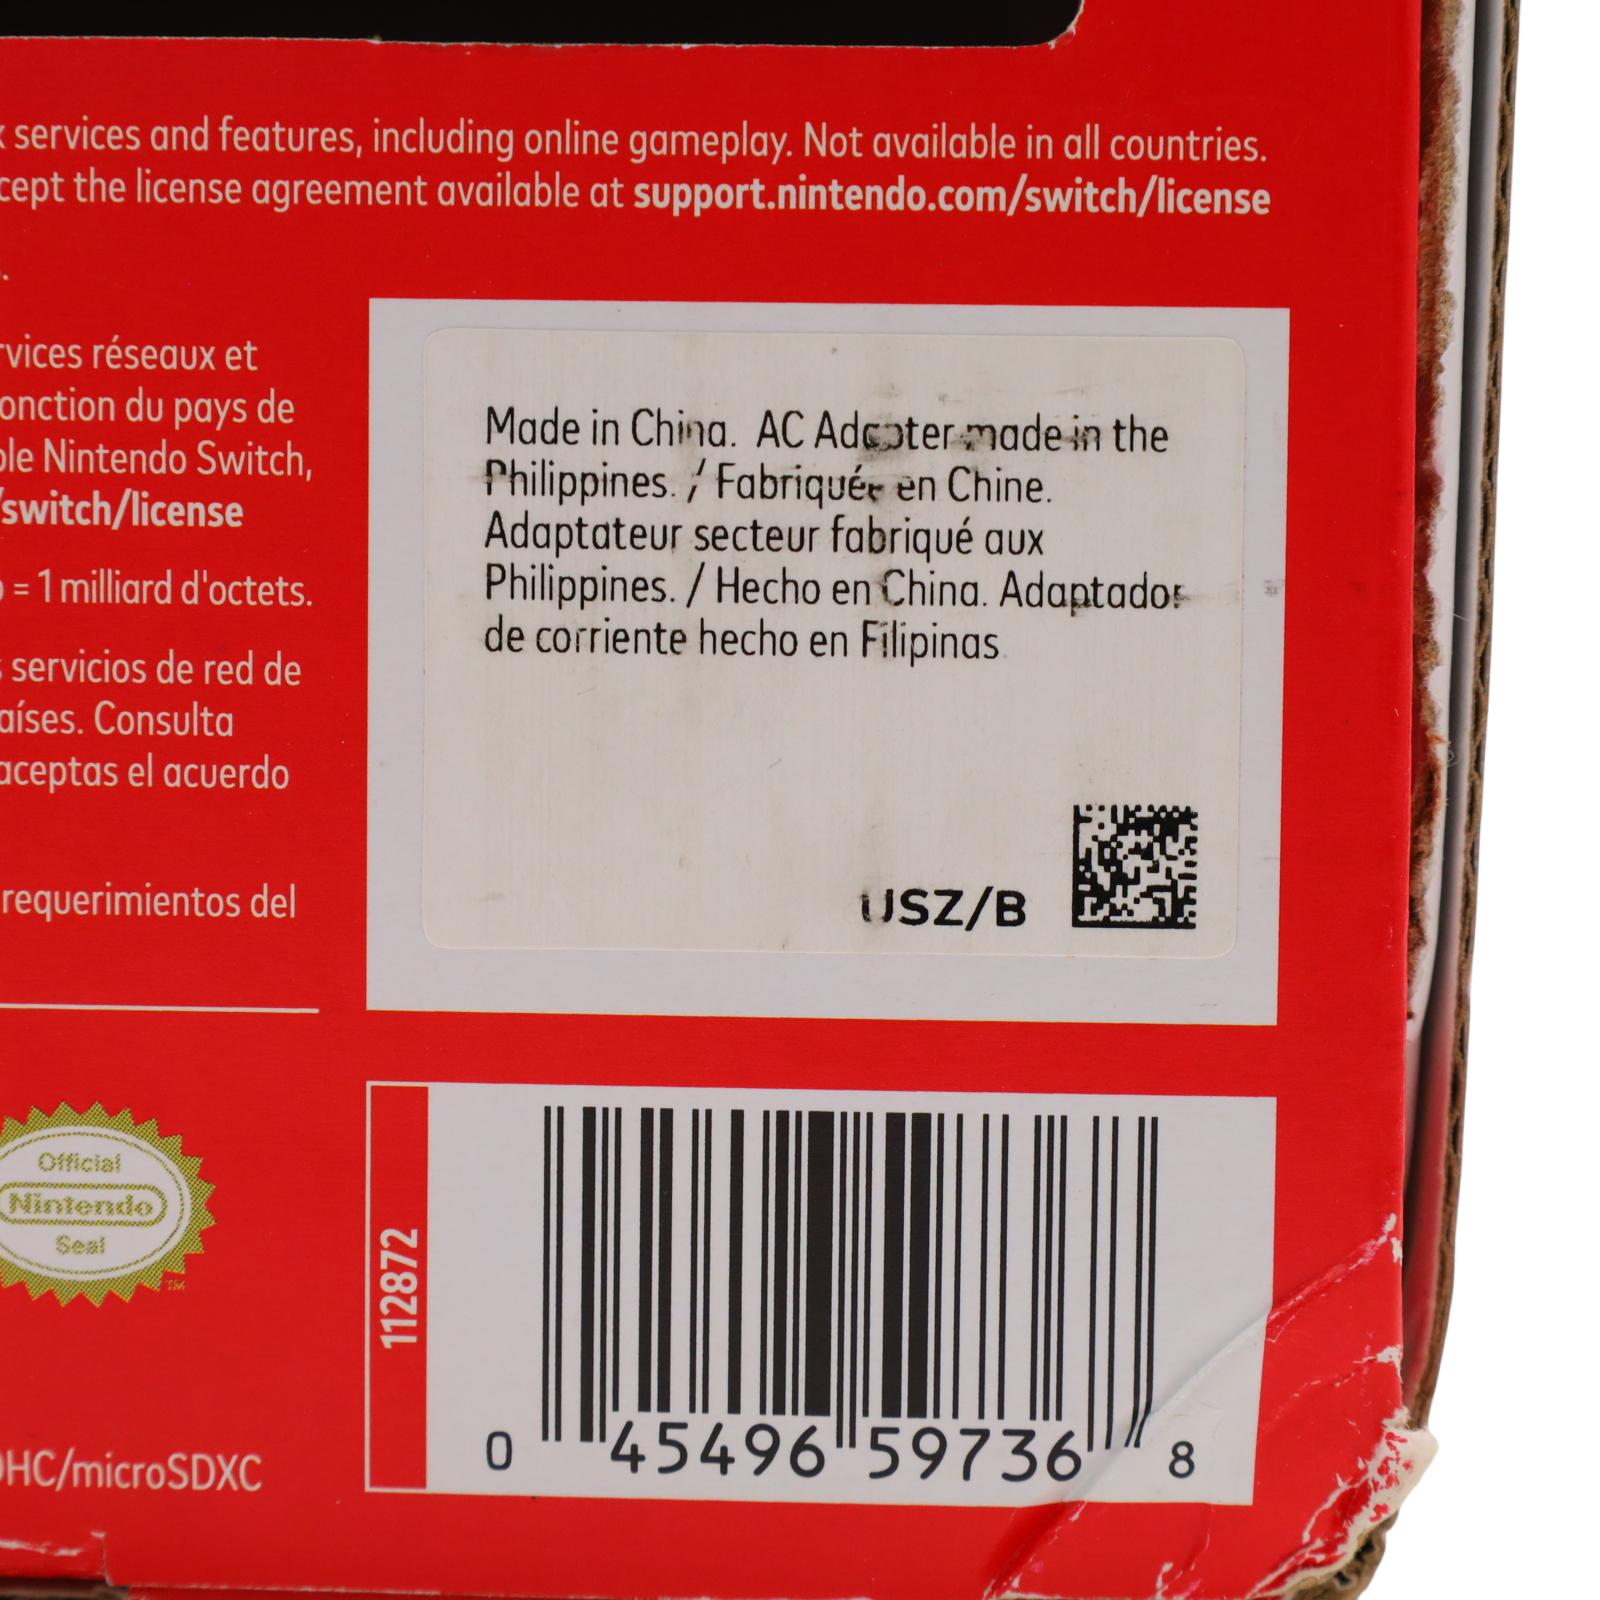 services and features, including online gameplay. Not available in all countries.
cept the license agreement available at support.nintendo.com/switch/license
rvices réseaux et
onction du pays de
ble Nintendo Switch,
/switch/license
= 1 milliard d'octets.
s servicios de red de
aíses. Consulta
aceptas el acuerdo
requerimientos del
Made in China. AC Adapter made in the
Philippines. / Fabriquée en Chine.
Adaptateur secteur fabriqué aux
Philippines. / Hecho en China. Adaptador
de corriente hecho en Filipinas.
USZ/B
Official
Nintendo
Seal
TM
112872
0 45496 59736 8
DHC/microSDXC